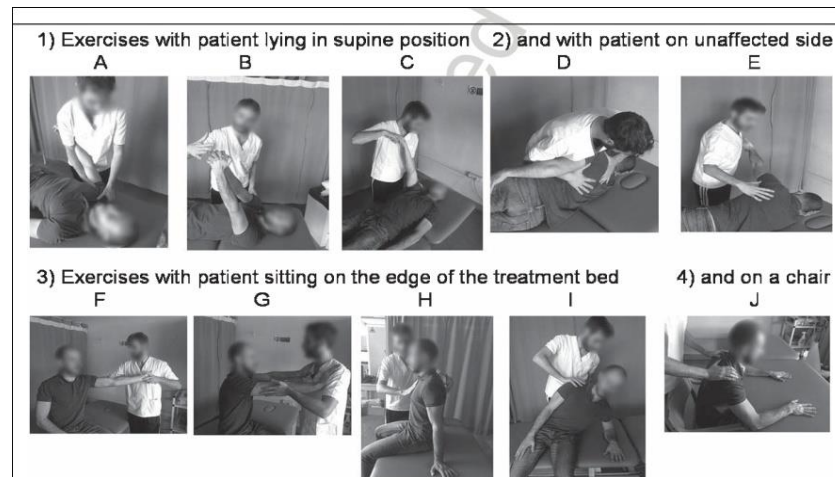 1) Exercises with patient lying in supine position 2) and with patient on unaffected side
A B C D E
3) Exercises with patient sitting on the edge of the treatment bed 4) and on a chair
F G H I J